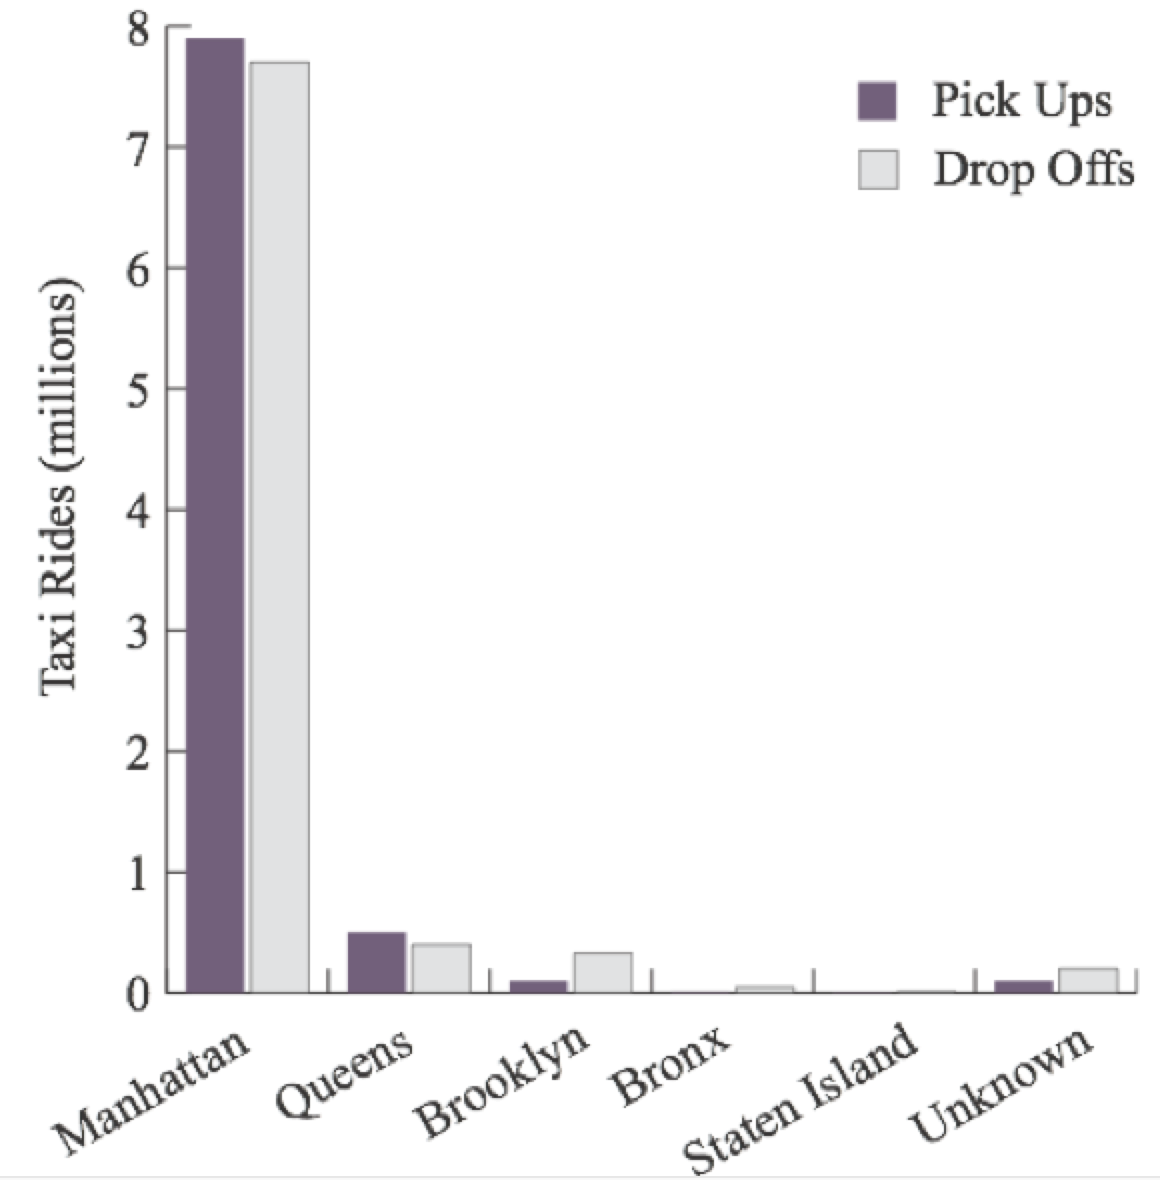 8
7
6
5
4
3
2
1
0
Taxi Rides (millions)
Pick Ups
Drop Offs
Manhattan
Queens
Brooklyn
Bronx
Staten Island
Unknown